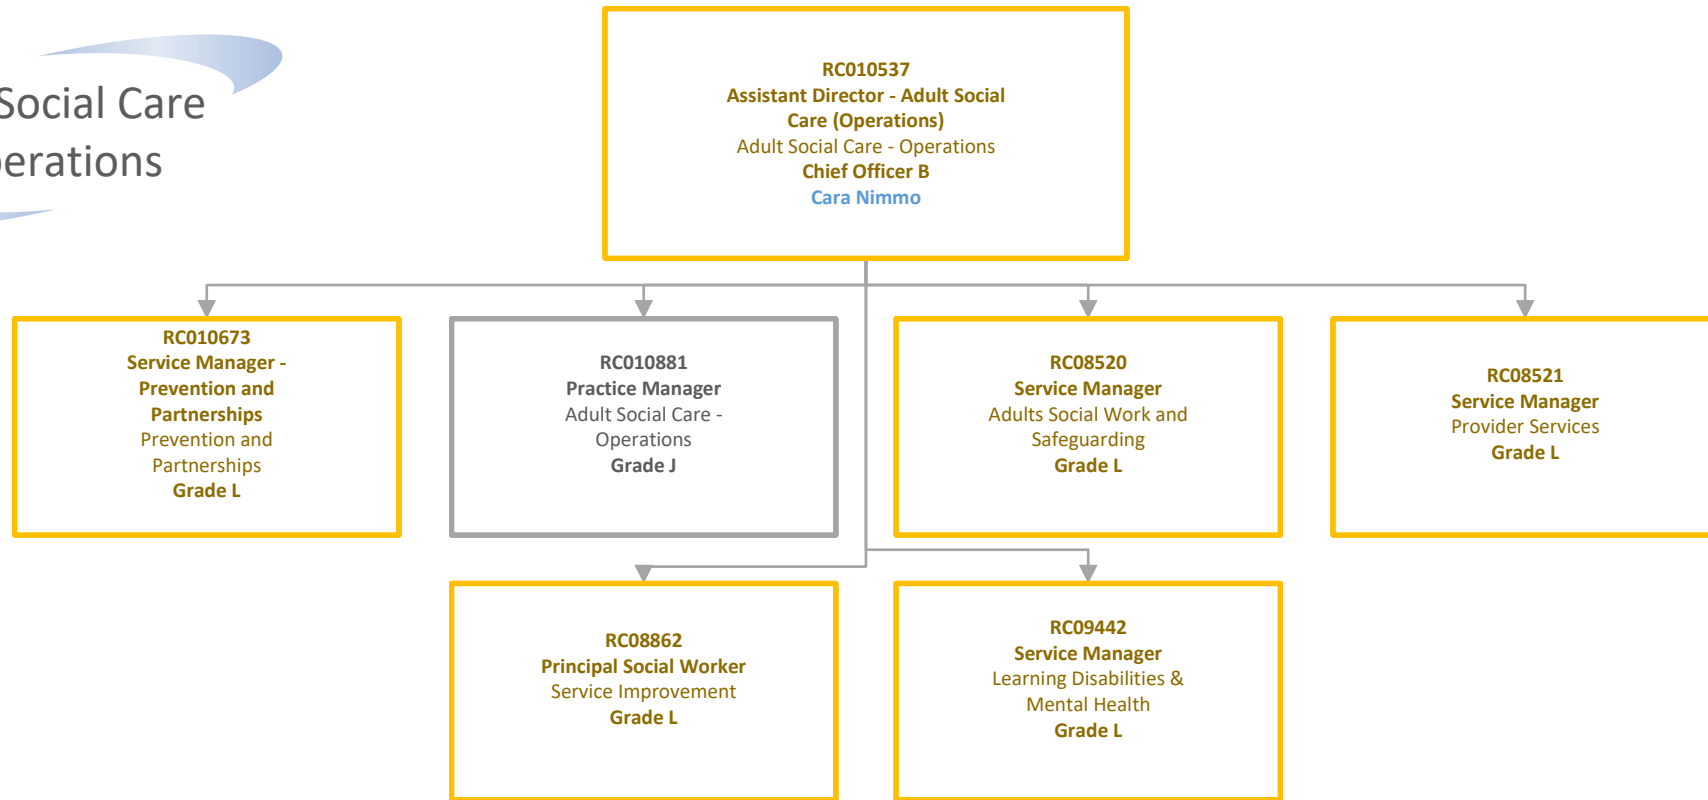 Social Care
erations
RC010537
Assistant Director - Adult Social
Care (Operations)
Adult Social Care - Operations
Chief Officer B
Cara Nimmo
RC010673
Service Manager -
Prevention and
Partnerships
Prevention and
Partnerships
Grade L
RC010881
Practice Manager
Adult Social Care -
Operations
Grade J
RC08520
Service Manager
Adults Social Work and
Safeguarding
Grade L
RC08521
Service Manager
Provider Services
Grade L
RC08862
Principal Social Worker
Service Improvement
Grade L
RC09442
Service Manager
Learning Disabilities &
Mental Health
Grade L